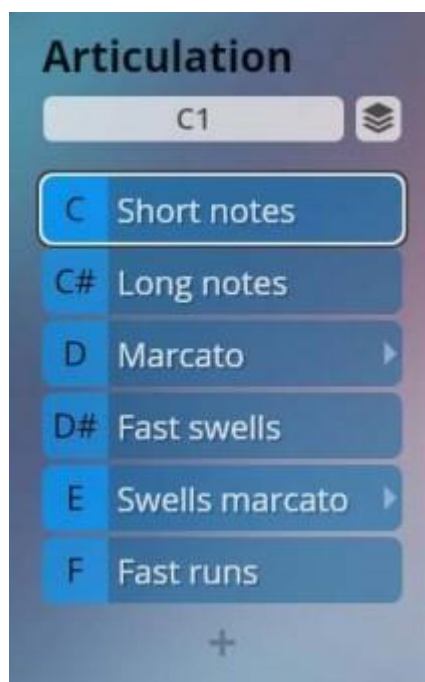 Articulation
C1
C Short notes
C# Long notes
D Marcato
D# Fast swells
E Swells marcato
F Fast runs
+